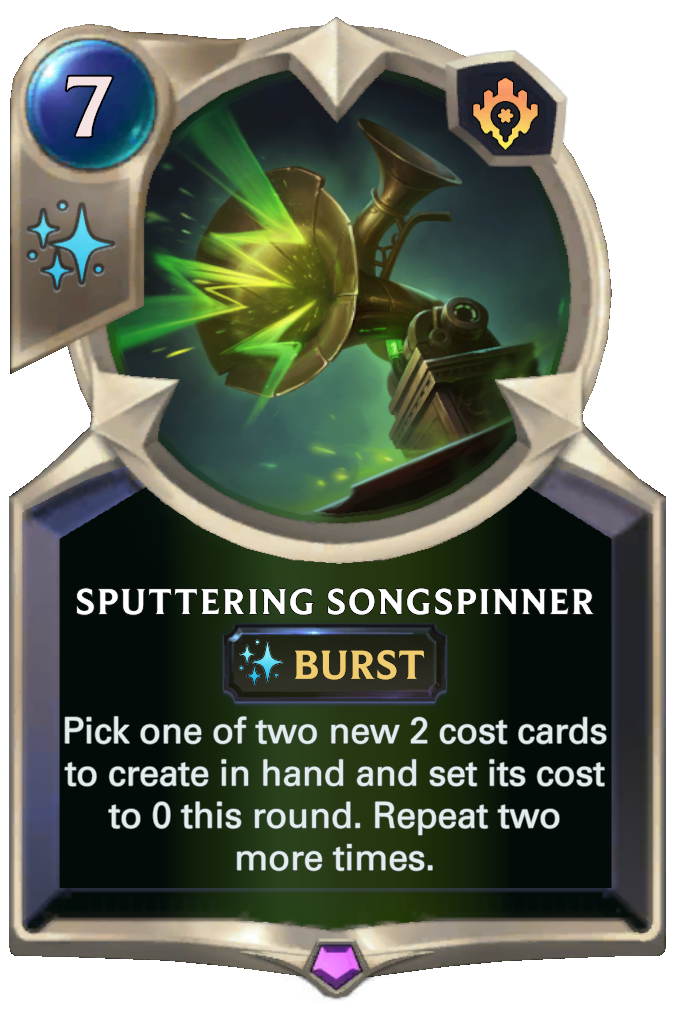 7
SPUTTERING SONGSPINNER
BURST
Pick one of two new 2 cost cards
to create in hand and set its cost
to 0 this round. Repeat two
more times.